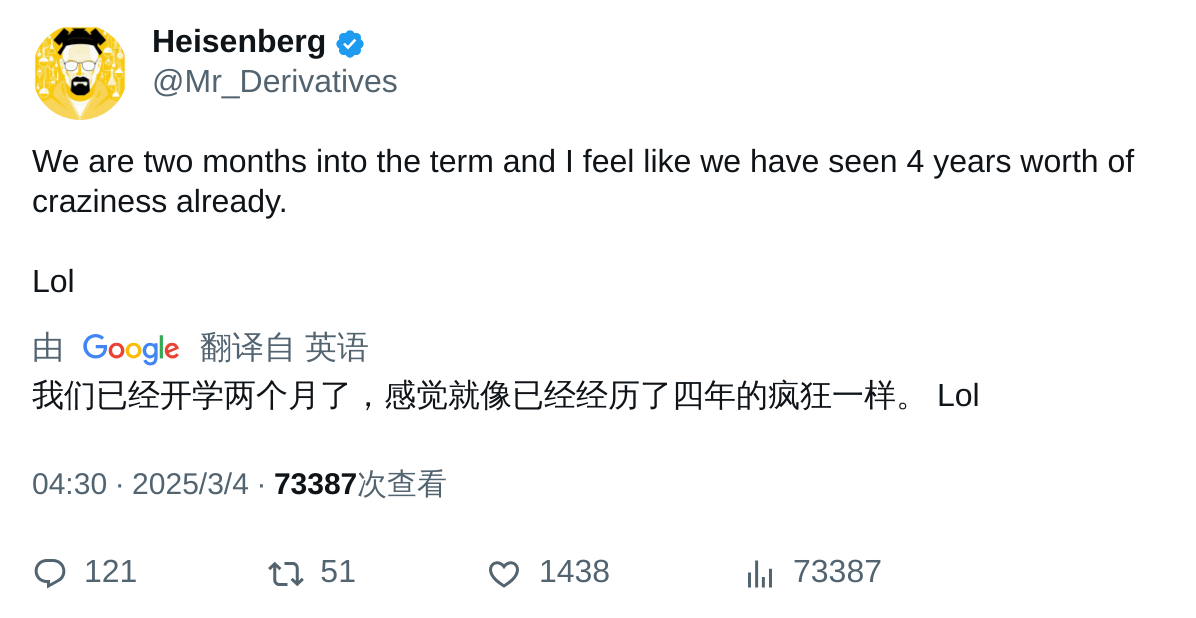 Heisenberg
@Mr_Derivatives
We are two months into the term and I feel like we have seen 4 years worth of
craziness already.
Lol
由 Google 翻译自 英语
我们已经开学两个月了，感觉就像已经经历了四年的疯狂一样。 Lol
04:30 · 2025/3/4 · 73387次查看
121 51 1438 73387